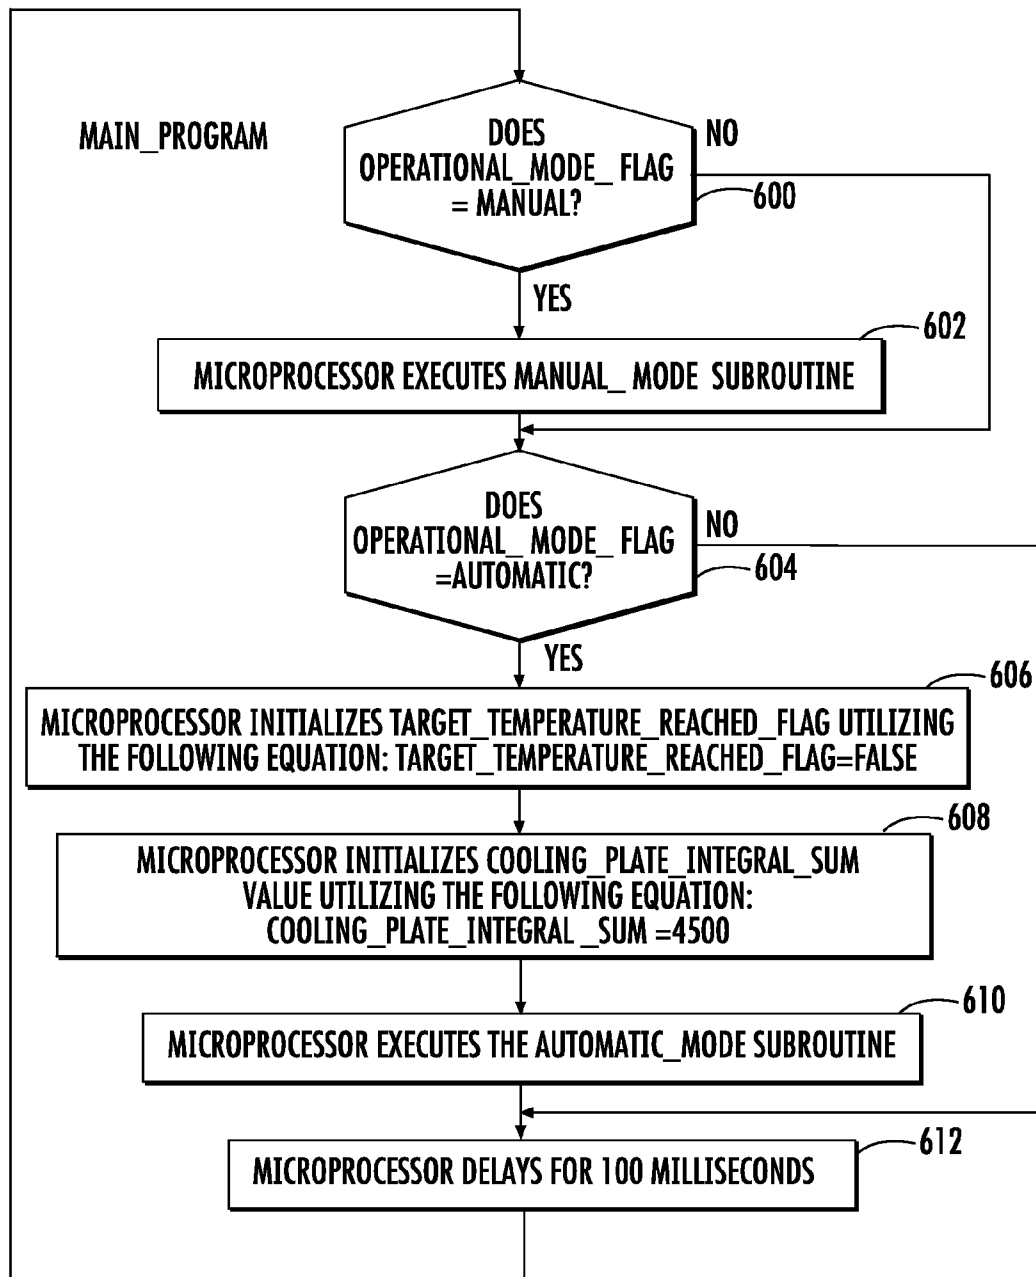 MAIN_PROGRAM
DOES
OPERATIONAL_MODE_ FLAG
= MANUAL?
NO
600
YES
602
MICROPROCESSOR EXECUTES MANUAL_ MODE SUBROUTINE
DOES
OPERATIONAL_ MODE_ FLAG
=AUTOMATIC?
NO
604
YES
606
MICROPROCESSOR INITIALIZES TARGET_TEMPERATURE_REACHED_FLAG UTILIZING
THE FOLLOWING EQUATION: TARGET_TEMPERATURE_REACHED_FLAG=FALSE
608
MICROPROCESSOR INITIALIZES COOLING_PLATE_INTEGRAL_SUM
VALUE UTILIZING THE FOLLOWING EQUATION:
COOLING_PLATE_INTEGRAL _SUM =4500
610
MICROPROCESSOR EXECUTES THE AUTOMATIC_MODE SUBROUTINE
612
MICROPROCESSOR DELAYS FOR 100 MILLISECONDS